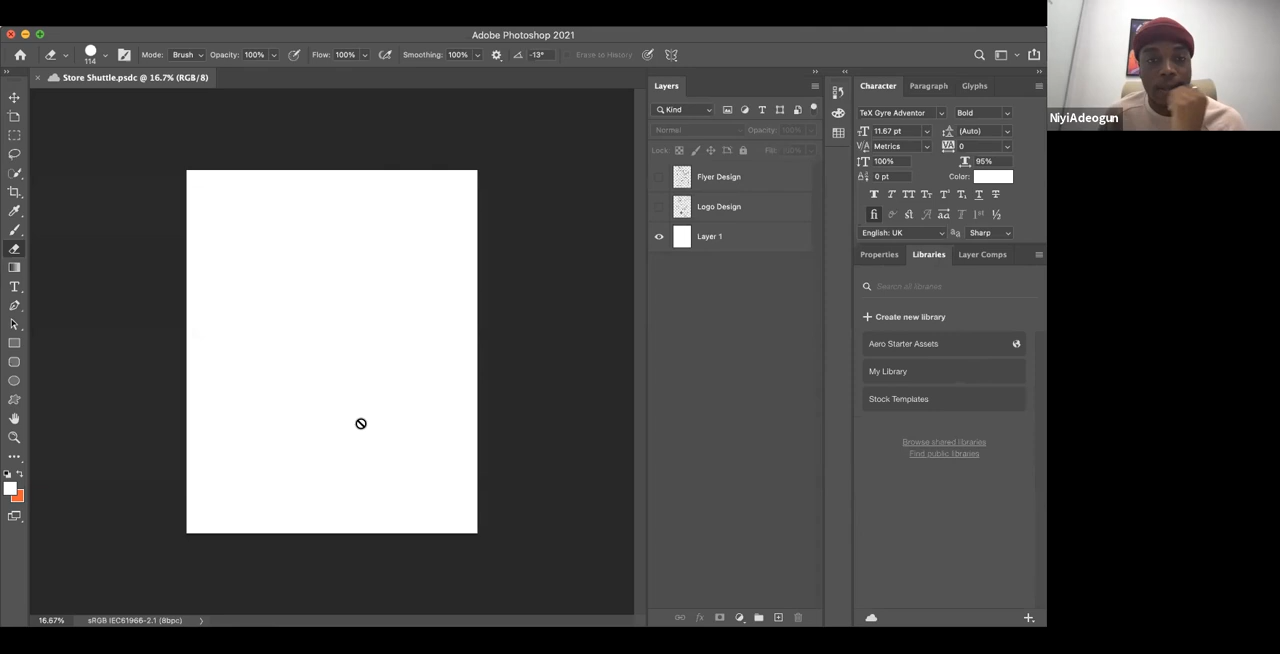 Adobe Photoshop 2021
114 Mode: Brush Opacity: 100% Flow: 100% Smoothing: 100% -13° Erase to History
Store Shuttle.psdc @ 16.7% (RGB/8)
Layers
Kind
Normal Opacity: 100%
Lock: Fill: 100%
Flyer Design
Logo Design
Layer 1
Character Paragraph Glyphs
TeX Gyre Adventor Bold
11.67 pt (Auto)
Metrics 0
100% 95%
0 pt Color:
English: UK Sharp
Properties Libraries Layer Comps
Search all libraries
Create new library
Aero Starter Assets
My Library
Stock Templates
Browse shared libraries
Find public libraries
16.67% sRGB IEC61966-2.1 (8bpc)
NiyiAdeogun